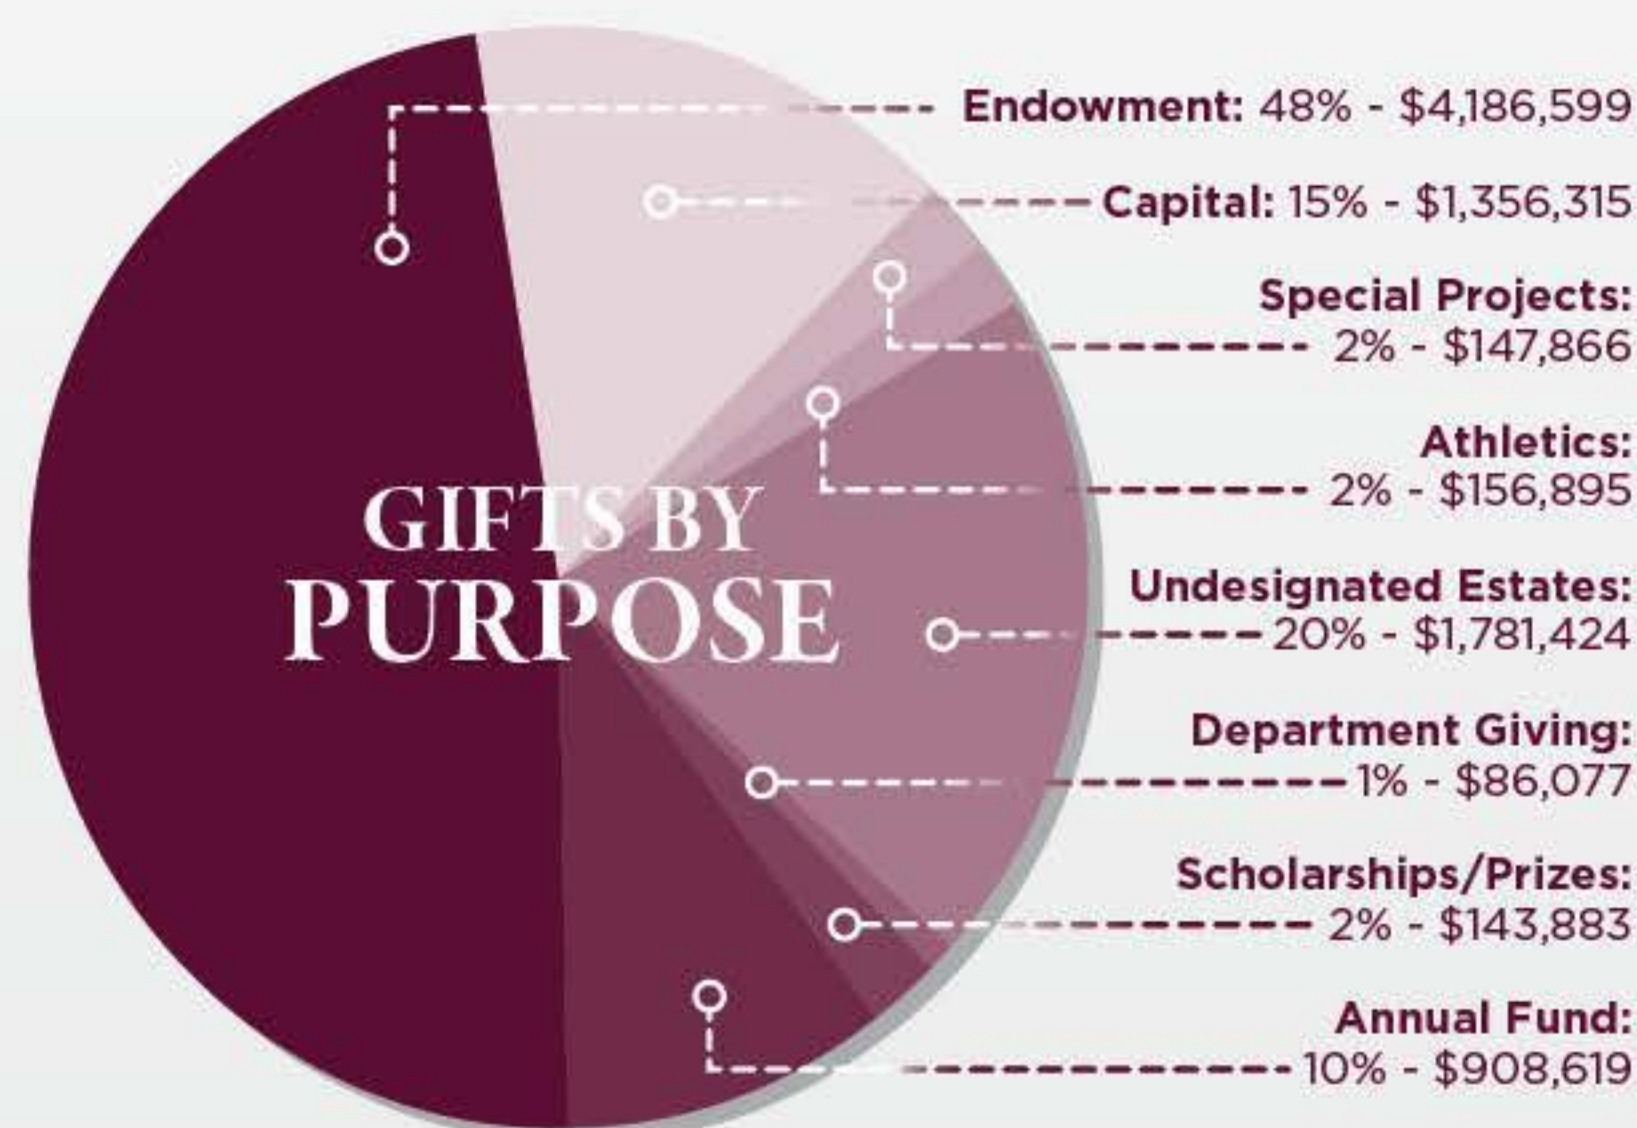 GIFTS BY
PURPOSE
Endowment: 48% - $4,186,599
Capital: 15% - $1,356,315
Special Projects:
2% - $147,866
Athletics:
2% - $156,895
Undesignated Estates:
20% - $1,781,424
Department Giving:
1% - $86,077
Scholarships/Prizes:
2% - $143,883
Annual Fund:
10% - $908,619